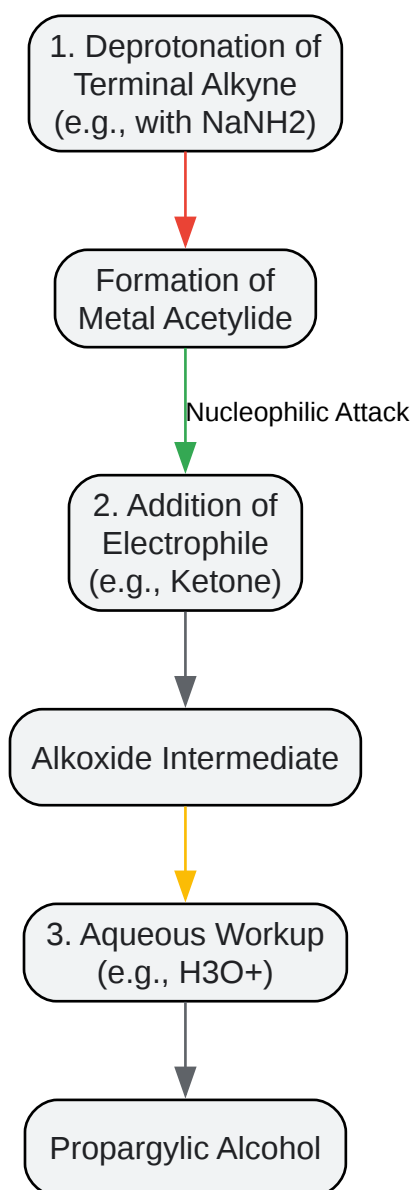 1. Deprotonation of
Terminal Alkyne
(e.g., with NaNH2)
Formation of
Metal Acetylide
Nucleophilic Attack
2. Addition of
Electrophile
(e.g., Ketone)
Alkoxide Intermediate
3. Aqueous Workup
(e.g., H3O+)
Propargylic Alcohol